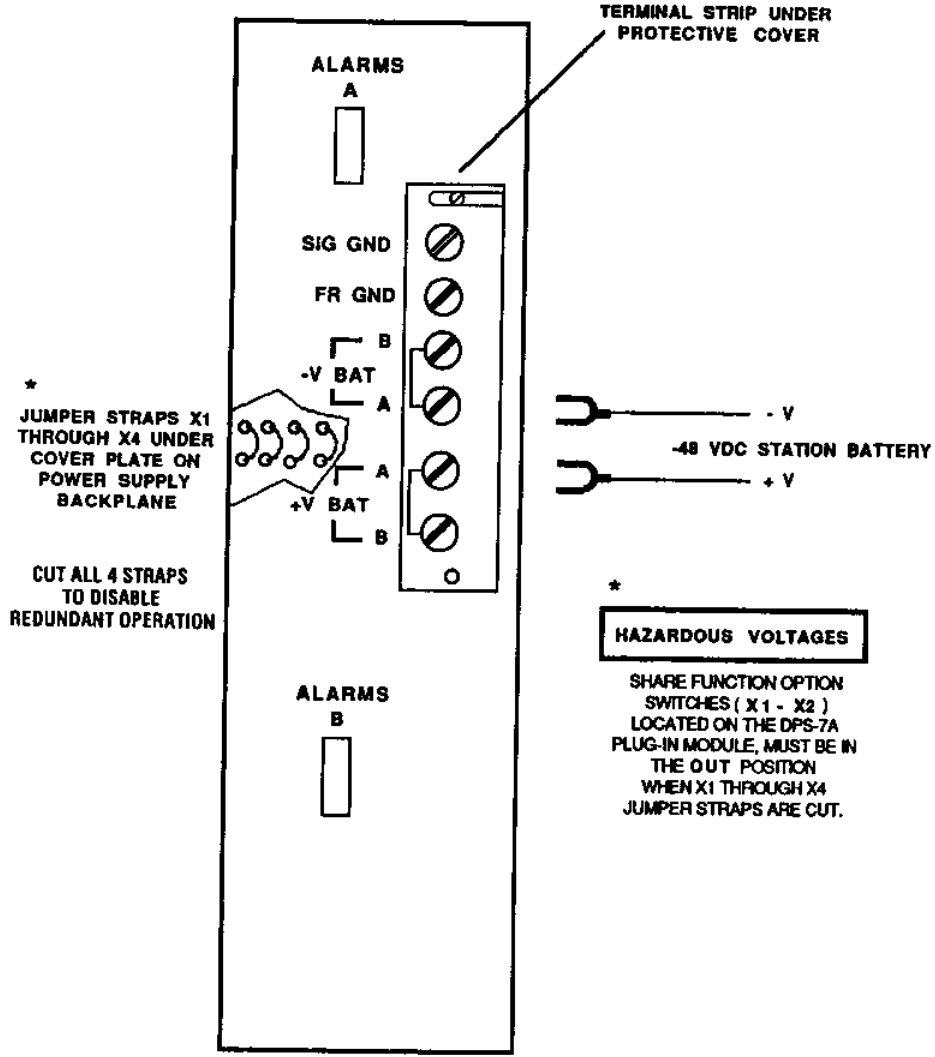 TERMINAL STRIP UNDER
PROTECTIVE COVER
ALARMS
A
SIG GND
FR GND
B
-V BAT
A
*
JUMPER STRAPS X1
THROUGH X4 UNDER
COVER PLATE ON
POWER SUPPLY
BACKPLANE
A
+V BAT
B
- V
-48 VDC STATION BATTERY
+ V
CUT ALL 4 STRAPS
TO DISABLE
REDUNDANT OPERATION
*
HAZARDOUS VOLTAGES
SHARE FUNCTION OPTION
SWITCHES ( X 1 - X2 )
LOCATED ON THE DPS-7A
PLUG-IN MODULE, MUST BE IN
THE OUT POSITION
WHEN X1 THROUGH X4
JUMPER STRAPS ARE CUT.
ALARMS
B